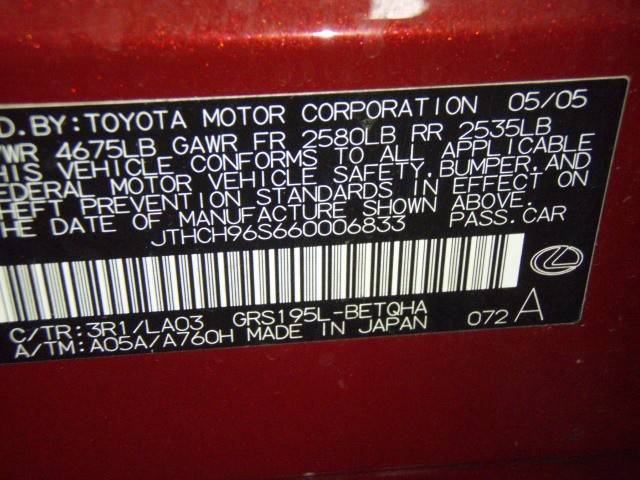 D.BY:TOYOTA MOTOR CORPORATION 05/05
WR 4675LB GAWR FR 2580LB RR 2535LB
HIS VEHICLE CONFORMS TO ALL APPLICABLE
EDERAL MOTOR VEHICLE SAFETY,BUMPER,AND
HEFT PREVENTION STANDARDS IN EFFECT ON
THE DATE OF MANUFACTURE SHOWN ABOVE.
JTHCH96S660006833 PASS.CAR
C/TR:3R1/LA03 GRS195L-BETQHA
A/TM:A05A/A760H MADE IN JAPAN 072 A